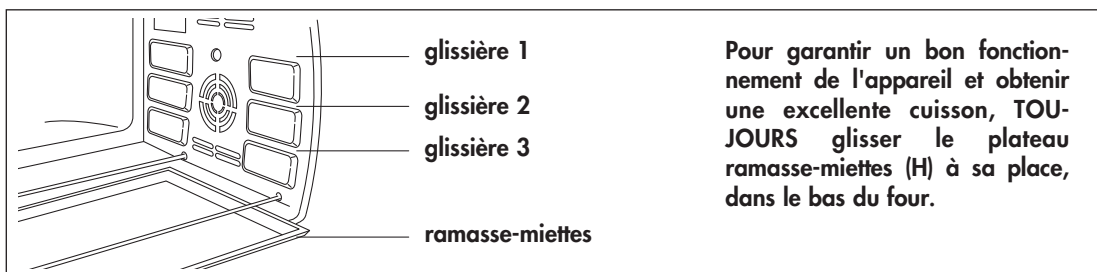 glissière 1
glissière 2
glissière 3
ramasse-miettes
Pour garantir un bon fonction-
nement de l'appareil et obtenir
une excellente cuisson, TOU-
JOURS glisser le plateau
ramasse-miettes (H) à sa place,
dans le bas du four.